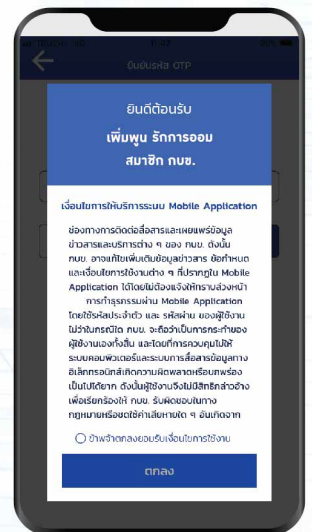 11:42
ยืนยันรหัส OTP
ยินดีต้อนรับ
เพิ่มพูน รักการออม
สมาชิก กบข.
เงื่อนไขการให้บริการระบบ Mobile Application
ช่องทางการติดต่อสื่อสารและเผยแพร่ข้อมูล
ข่าวสารและบริการต่าง ๆ ของ กบข. ดังนั้น
กบข. อาจแก้ไขเพิ่มเติมข้อมูลข่าวสาร ข้อกำหนด
และเงื่อนไขการใช้งานต่าง ๆ ที่ปรากฏใน Mobile
Application ได้โดยไม่ต้องแจ้งให้ทราบล่วงหน้า
การทำธุรกรรมผ่าน Mobile Application
โดยใช้รหัสประจำตัว และ รหัสผ่าน ของผู้ใช้งาน
ไม่ว่าในกรณีใด กบข. จะถือว่าเป็นการกระทำของ
ผู้ใช้งานเองทั้งสิ้น และโดยที่การควบคุมไม่ให้
ระบบคอมพิวเตอร์และระบบการสื่อสารข้อมูลทาง
อิเล็กทรอนิกส์เกิดความผิดพลาดหรือบกพร่อง
เป็นไปได้ยาก ดังนั้นผู้ใช้งานจึงไม่มีสิทธิกล่าวอ้าง
เพื่อเรียกร้องให้ กบข. รับผิดชอบในทาง
กฎหมายหรือชดใช้ค่าเสียหายใด ๆ อันเกิดจาก
ข้าพเจ้าตกลงยอมรับเงื่อนไขการใช้งาน
ตกลง